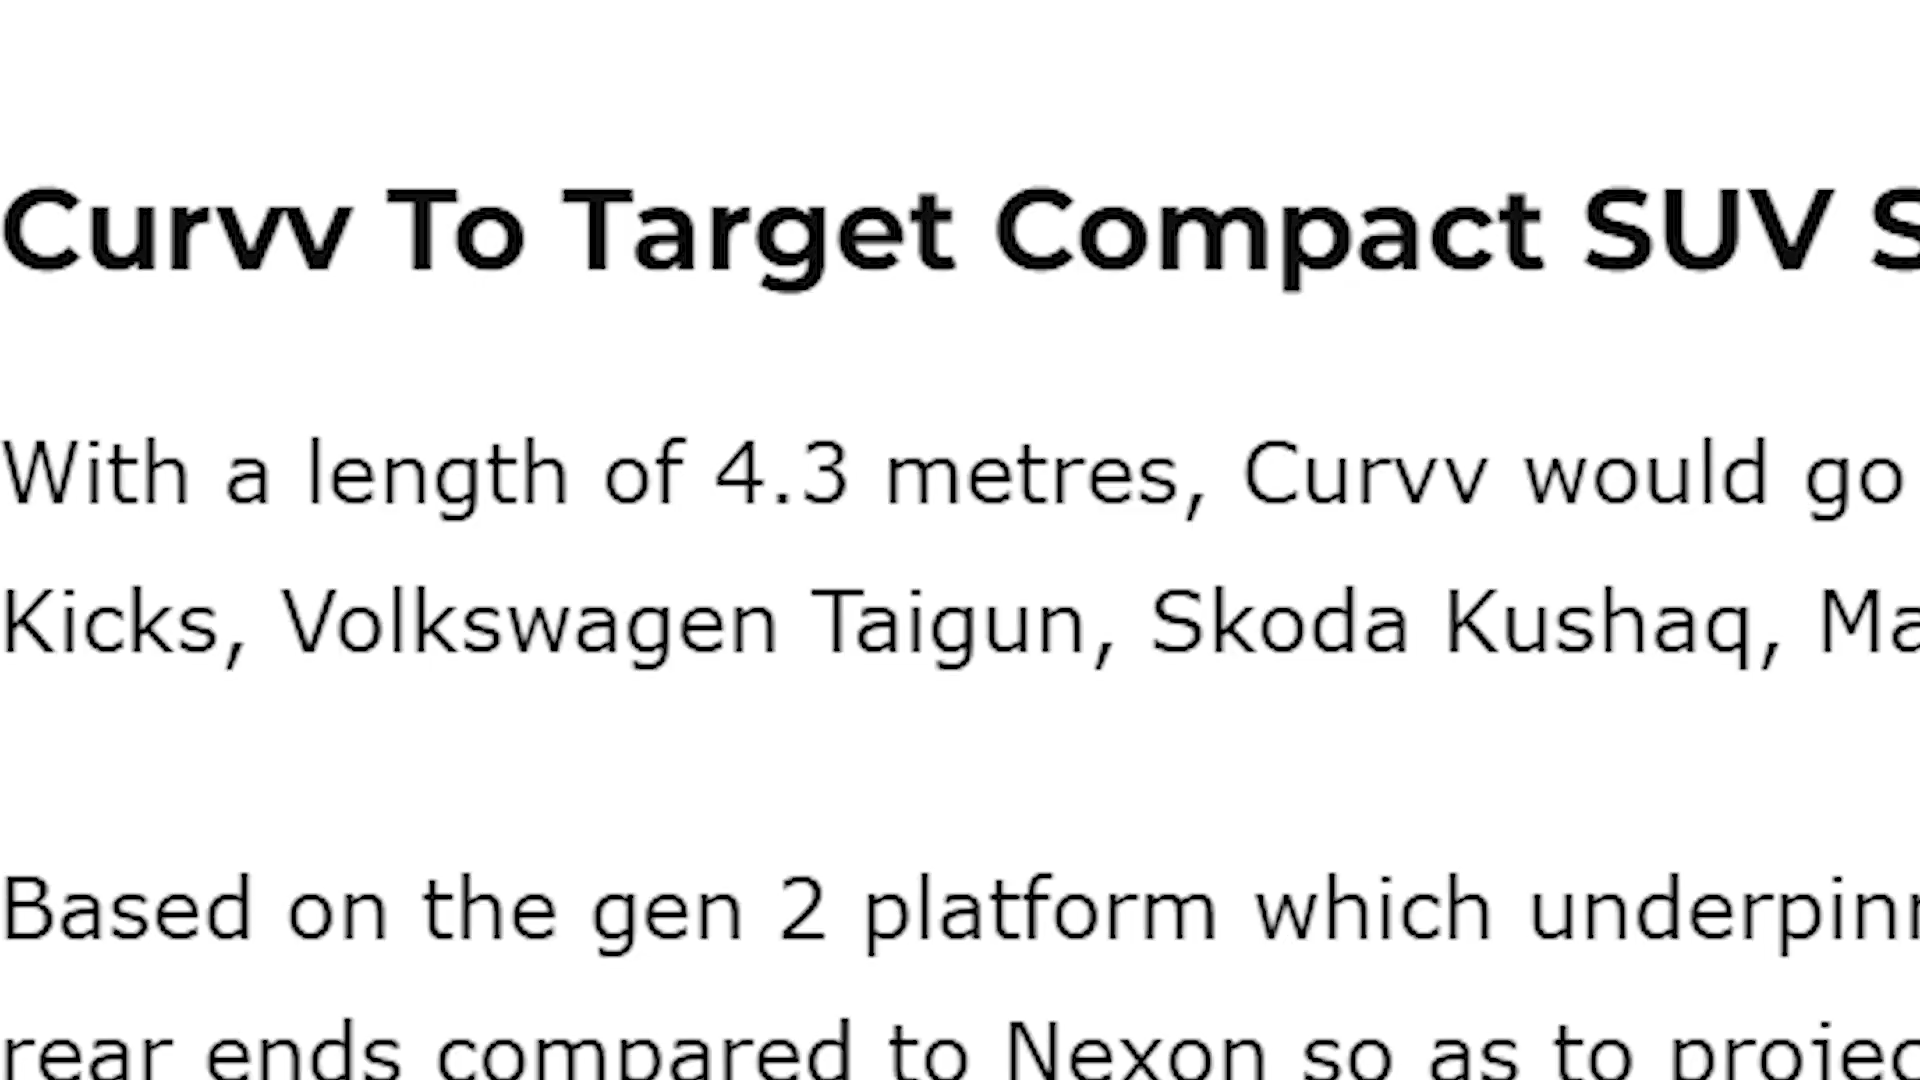 Curvv To Target Compact SUV
With a length of 4.3 metres, Curvv would go
Kicks, Volkswagen Taigun, Skoda Kushaq,
Based on the gen 2 platform which
rear ends compared to Nexon so as to